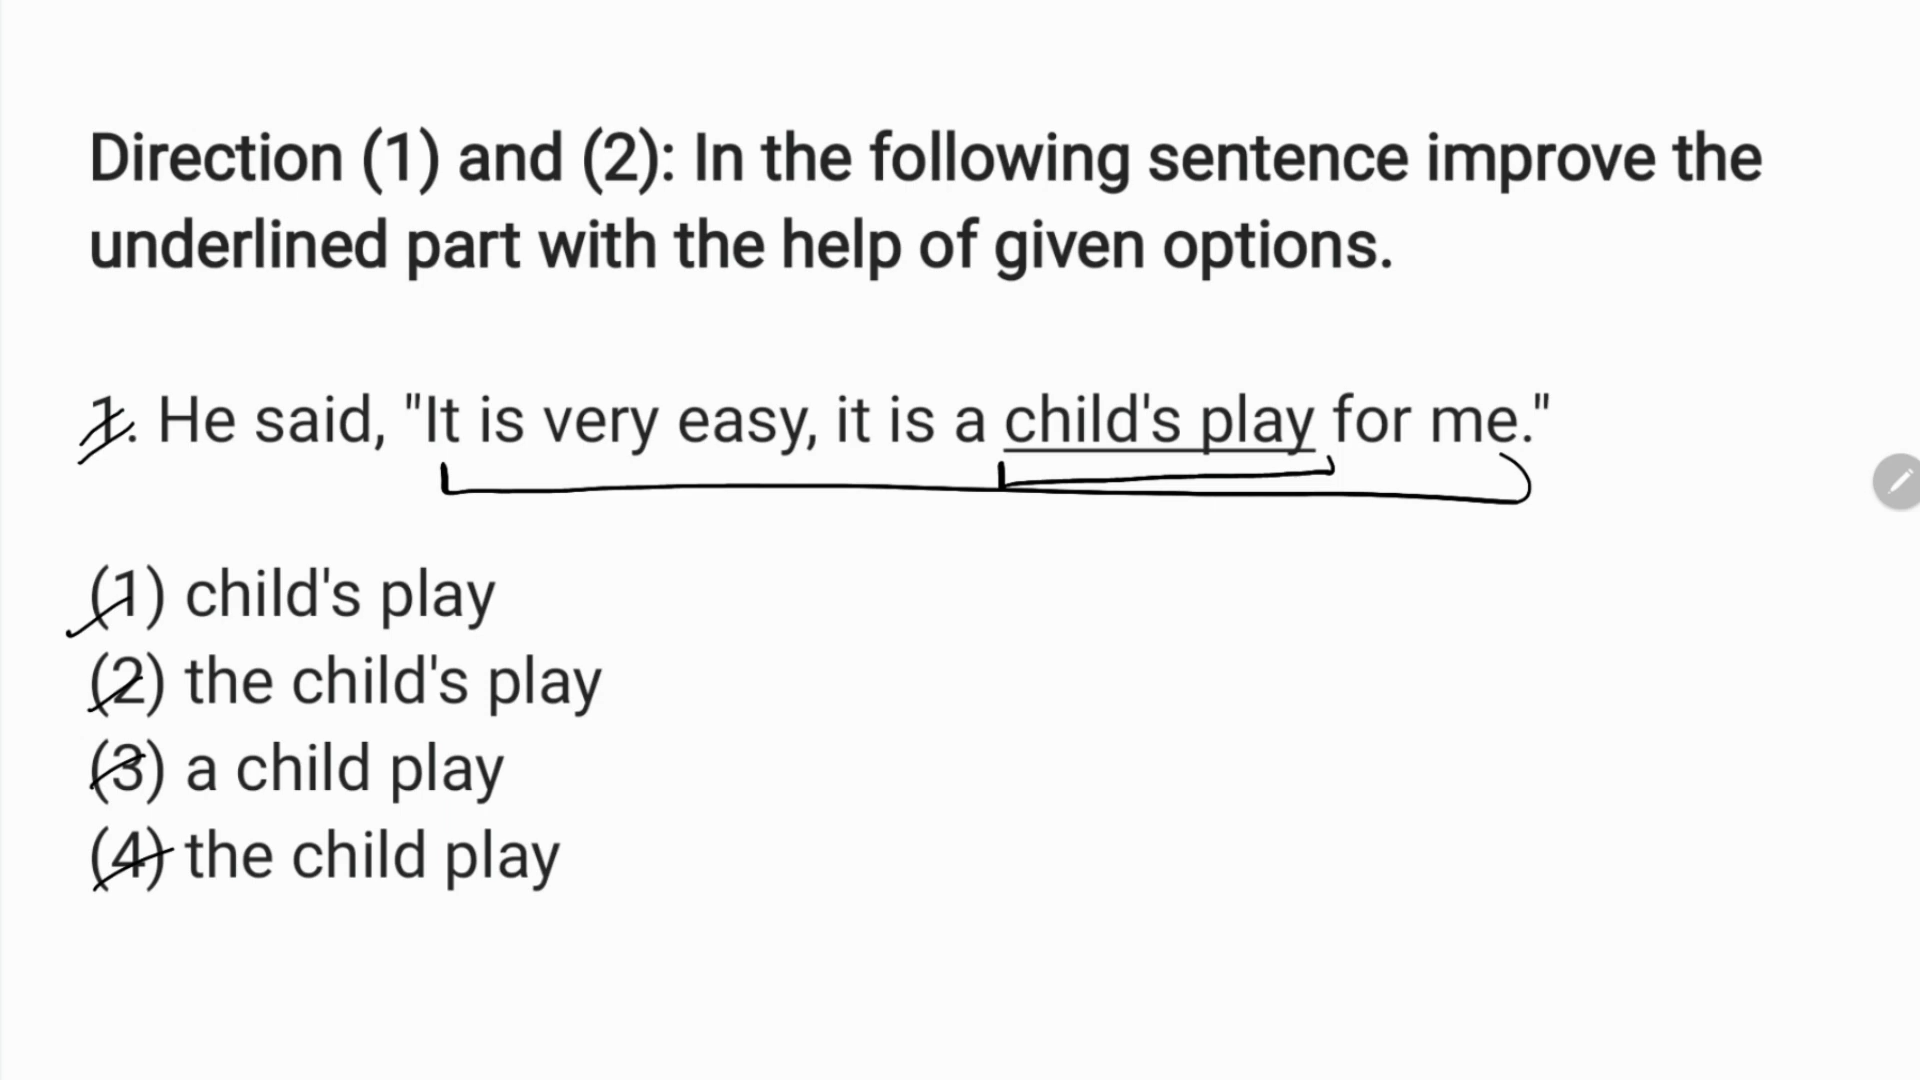 Direction (1) and (2): In the following sentence improve the
underlined part with the help of given options.
1. He said, "It is very easy, it is a child's play for me."
(1) child's play
(2) the child's play
(3) a child play
(4) the child play